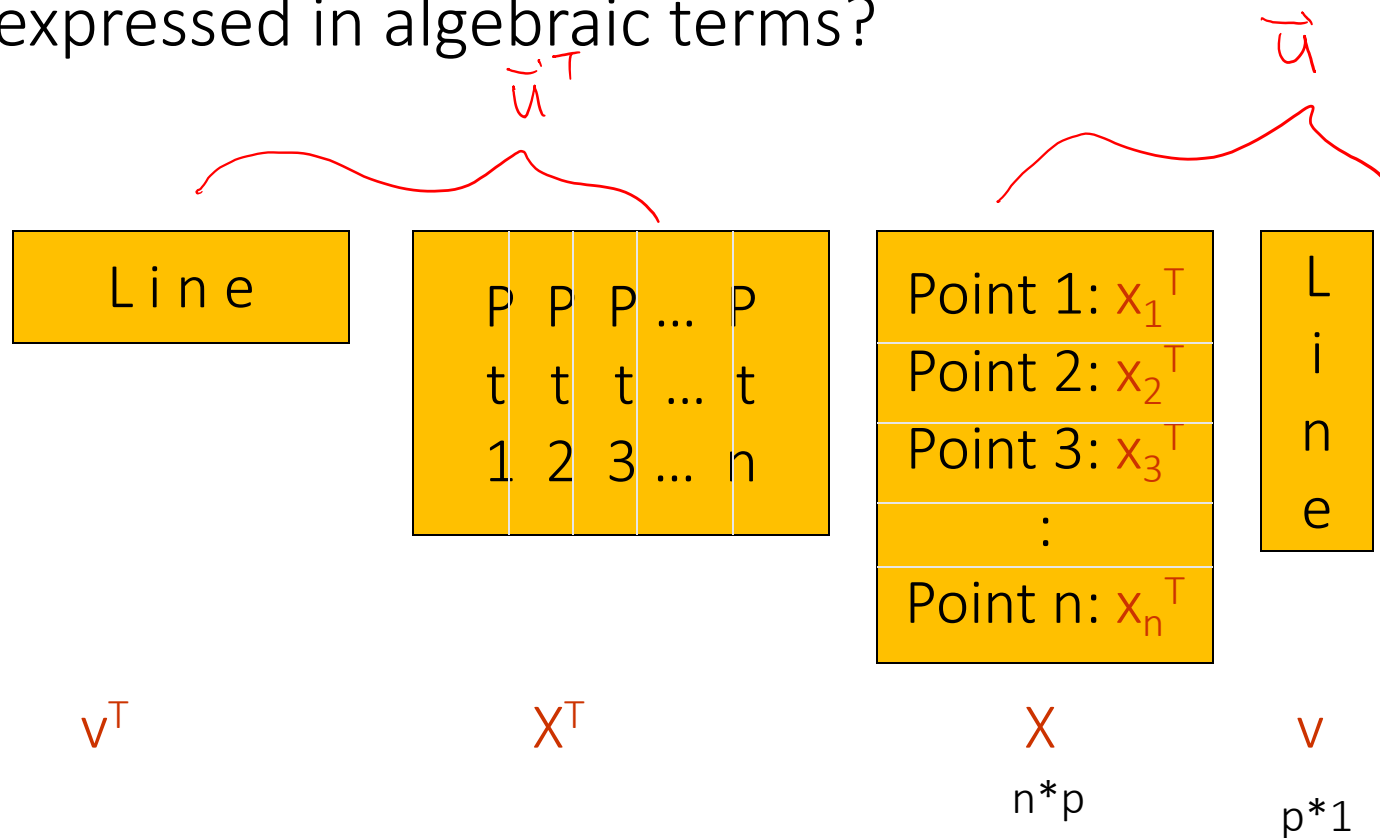 expressed in algebraic terms?
u⃗ᵀ
u⃗
L i n e
P P P ... P
t t t ... t
1 2 3 ... n
Point 1: x₁ᵀ
Point 2: x₂ᵀ
Point 3: x₃ᵀ
:
Point n: xₙᵀ
L
i
n
e
vᵀ Xᵀ X v
n*p p*1